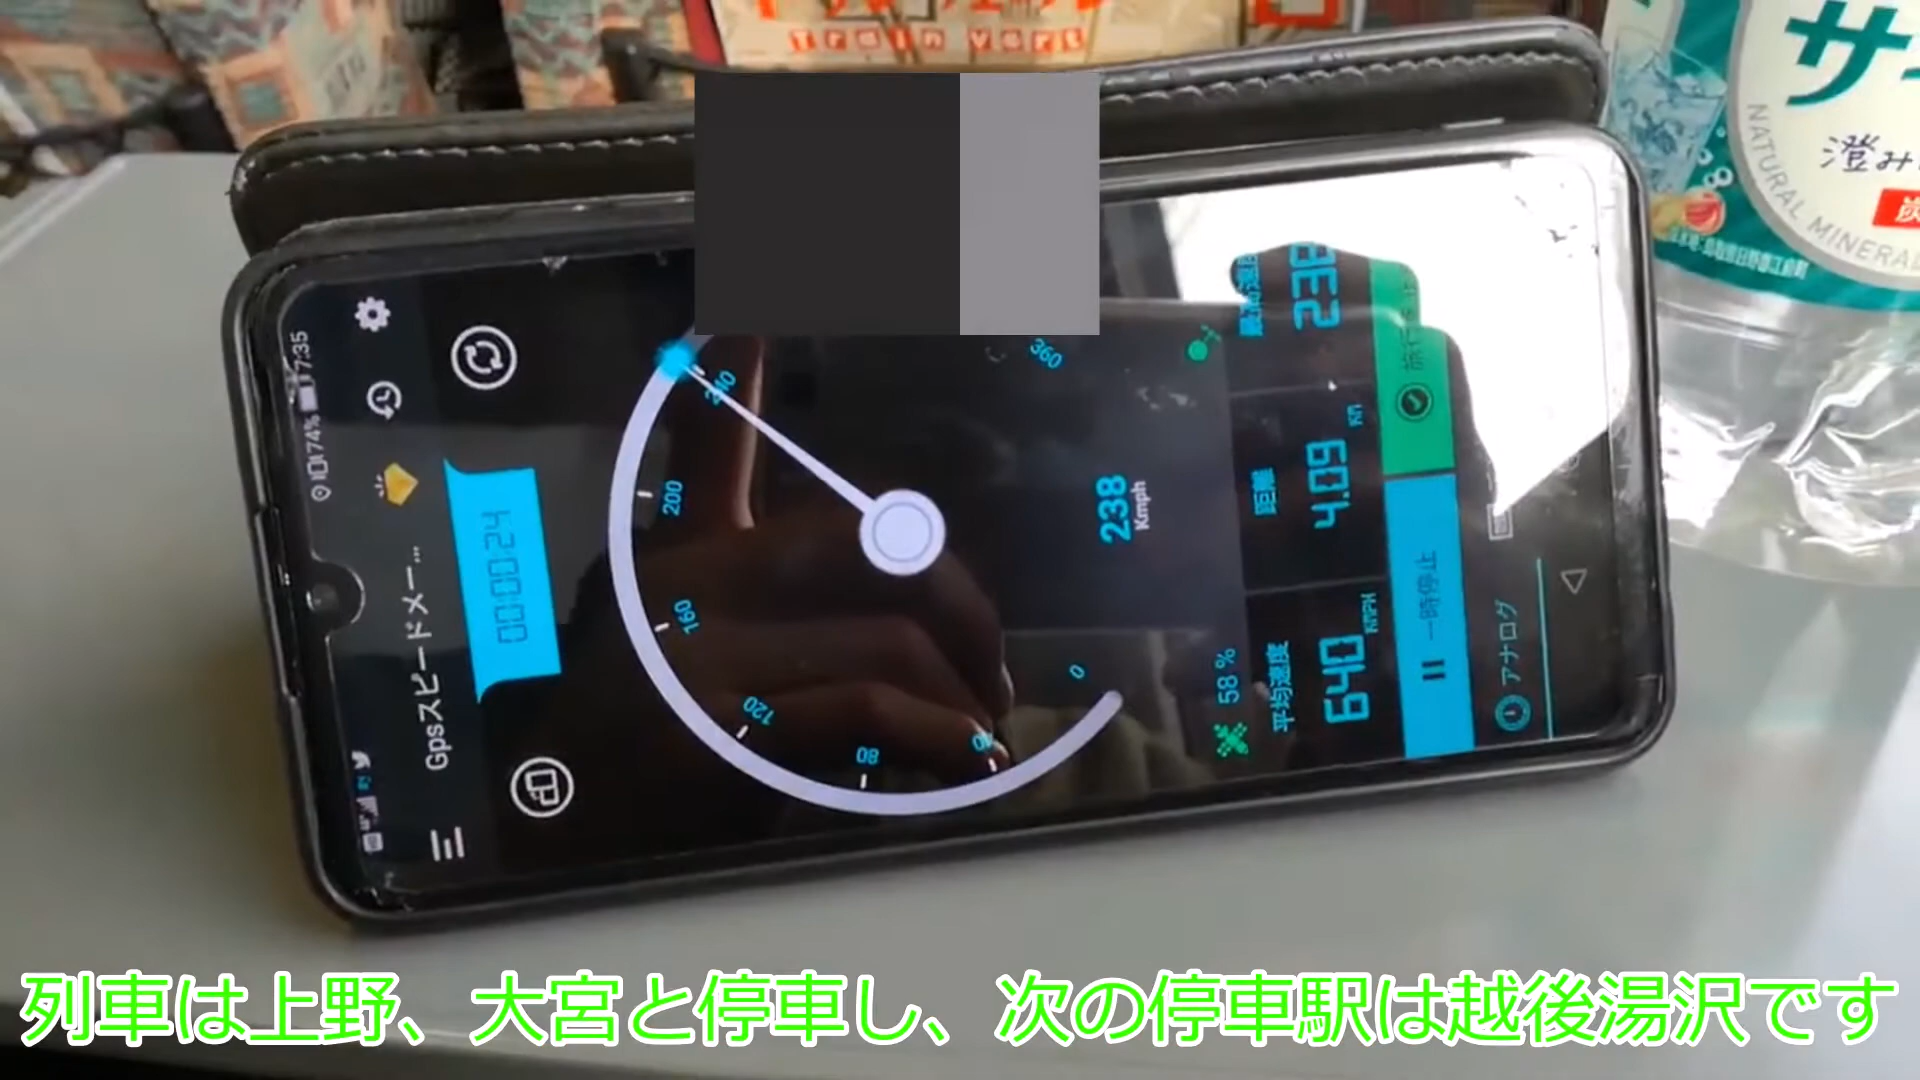 Train vert
サ
澄み
NATURAL MINERAL
炭
74% 7:35
Gpsスピードメー...
00:00:24
0
40
80
120
160
200
240
360
238
Kmph
58%
平均速度
640 KMPH
距離
4.09 KM
最高速度
238
一時停止
アナログ
列車は上野、大宮と停車し、次の停車駅は越後湯沢です